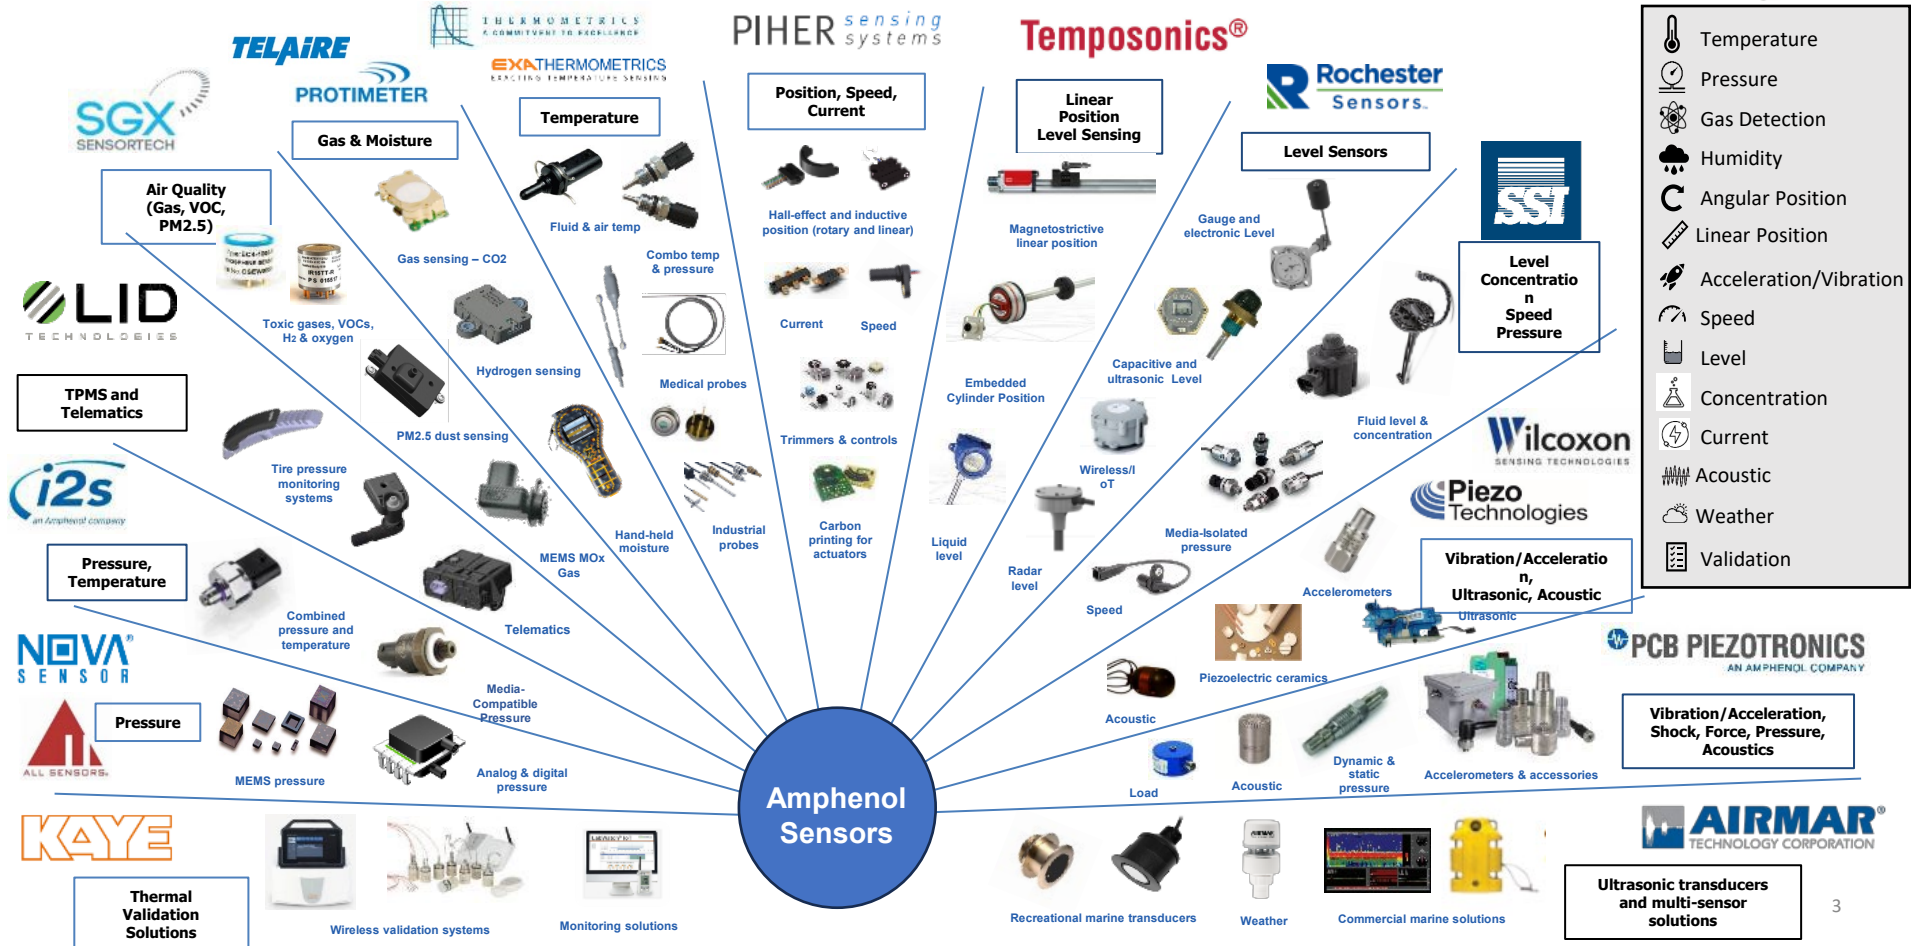 TELAIRE
PROTIMETER
THERMOMETRICS
A COMMITMENT TO EXCELLENCE
EXATHERMOMETRICS
EXACTING TEMPERATURE SENSING
PIHER sensing
systems
Temposonics®
Rochester
Sensors
SGX
SENSORTECH
Gas & Moisture
Temperature
Position, Speed,
Current
Linear
Position
Level Sensing
Level Sensors
SSI
Air Quality
(Gas, VOC,
PM2.5)
Toxic gases, VOCs,
H2 & oxygen
PM2.5 dust sensing
MEMS MOx
Gas
Gas sensing – CO2
Hydrogen sensing
Hand-held
moisture
Fluid & air temp
Combo temp
& pressure
Medical probes
Industrial
probes
Hall-effect and inductive
position (rotary and linear)
Current
Speed
Trimmers & controls
Carbon
printing for
actuators
Magnetostrictive
linear position
Embedded
Cylinder Position
Liquid
level
Gauge and
electronic Level
Capacitive and
ultrasonic Level
Wireless/I
oT
Radar
level
Level
Concentratio
n
Speed
Pressure
Fluid level &
concentration
Media-Isolated
pressure
Speed
OLID
TECHNOLOGIES
TPMS and
Telematics
Tire pressure
monitoring
systems
Telematics
i2s
an Amphenol company
Pressure,
Temperature
Combined
pressure and
temperature
Media-
Compatible
Pressure
NOVA
SENSOR
ALL SENSORS
Pressure
MEMS pressure
Analog & digital
pressure
Wilcoxon
SENSING TECHNOLOGIES
Piezo
Technologies
Vibration/Acceleratio
n,
Ultrasonic, Acoustic
Accelerometers
Ultrasonic
Piezoelectric ceramics
Acoustic
PCB PIEZOTRONICS
AN AMPHENOL COMPANY
Vibration/Acceleration,
Shock, Force, Pressure,
Acoustics
Load
Acoustic
Dynamic &
static
pressure
Accelerometers & accessories
Amphenol
Sensors
KAYE
Thermal
Validation
Solutions
Wireless validation systems
Monitoring solutions
AIRMAR®
TECHNOLOGY CORPORATION
Ultrasonic transducers
and multi-sensor
solutions
Recreational marine transducers
Weather
Commercial marine solutions
Temperature
Pressure
Gas Detection
Humidity
Angular Position
Linear Position
Acceleration/Vibration
Speed
Level
Concentration
Current
Acoustic
Weather
Validation
3